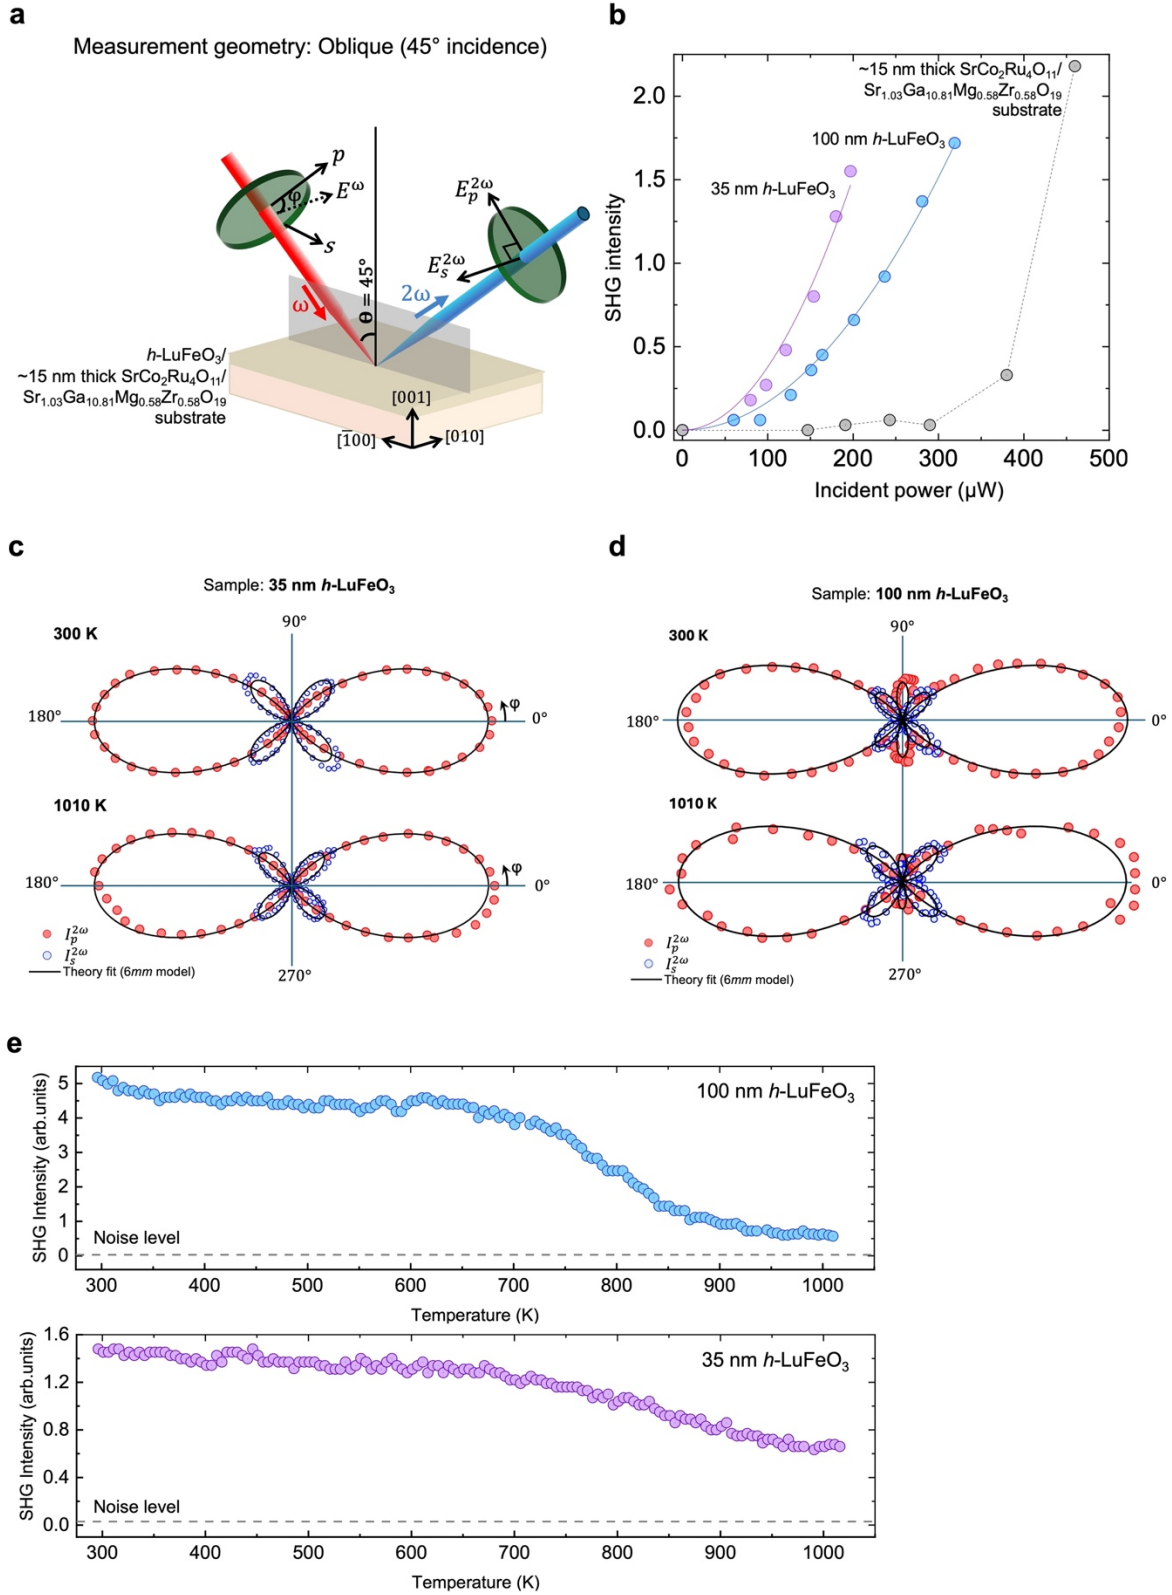 a
Measurement geometry: Oblique (45° incidence)
p
φ
E^ω
s
E_p^2ω
E_s^2ω
ω
θ = 45°
2ω
h-LuFeO₃/
~15 nm thick SrCo₂Ru₄O₁₁/
Sr₁.₀₃Ga₁₀.₈₁Mg₀.₅₈Zr₀.₅₈O₁₉
substrate
[001]
[1̅00]
[010]
b
~15 nm thick SrCo₂Ru₄O₁₁/
Sr₁.₀₃Ga₁₀.₈₁Mg₀.₅₈Zr₀.₅₈O₁₉
substrate
100 nm h-LuFeO₃
35 nm h-LuFeO₃
SHG intensity
2.0
1.5
1.0
0.5
0.0
0 100 200 300 400 500
Incident power (µW)
c
Sample: 35 nm h-LuFeO₃
300 K
90°
180°
φ
0°
1010 K
180°
φ
0°
I_p^2ω
I_s^2ω
Theory fit (6mm model)
270°
d
Sample: 100 nm h-LuFeO₃
300 K
90°
180°
0°
1010 K
180°
0°
I_p^2ω
I_s^2ω
Theory fit (6mm model)
270°
e
SHG Intensity (arb.units)
5
4
3
2
1
0
100 nm h-LuFeO₃
Noise level
300 400 500 600 700 800 900 1000
Temperature (K)
SHG Intensity (arb.units)
1.6
1.2
0.8
0.4
0.0
35 nm h-LuFeO₃
Noise level
300 400 500 600 700 800 900 1000
Temperature (K)